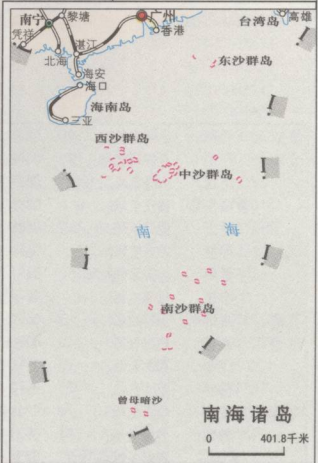 黎塘
广州
南宁
凭祥
香港
台湾岛
高雄
北海
湛江
东沙群岛
海安
海口
海南岛
三亚
西沙群岛
中沙群岛
南海
南沙群岛
曾母暗沙
南海诸岛
0 401.8千米